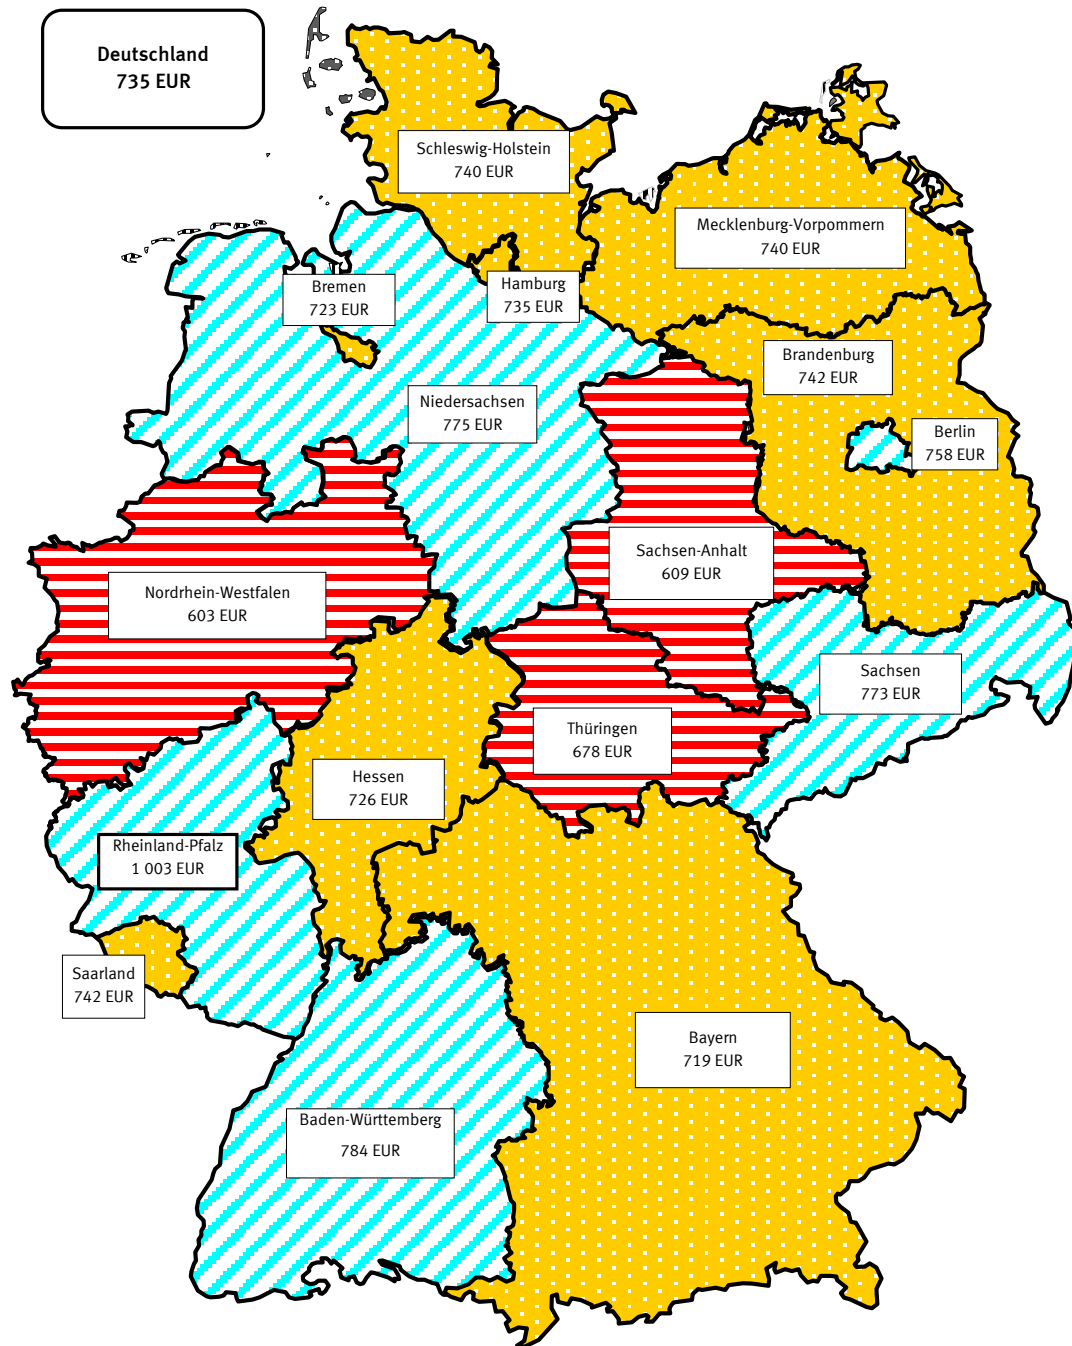 Deutschland
735 EUR
Schleswig-Holstein
740 EUR
Mecklenburg-Vorpommern
740 EUR
Bremen
723 EUR
Hamburg
735 EUR
Brandenburg
742 EUR
Niedersachsen
775 EUR
Berlin
758 EUR
Sachsen-Anhalt
609 EUR
Nordrhein-Westfalen
603 EUR
Sachsen
773 EUR
Thüringen
678 EUR
Hessen
726 EUR
Rheinland-Pfalz
1 003 EUR
Saarland
742 EUR
Bayern
719 EUR
Baden-Württemberg
784 EUR